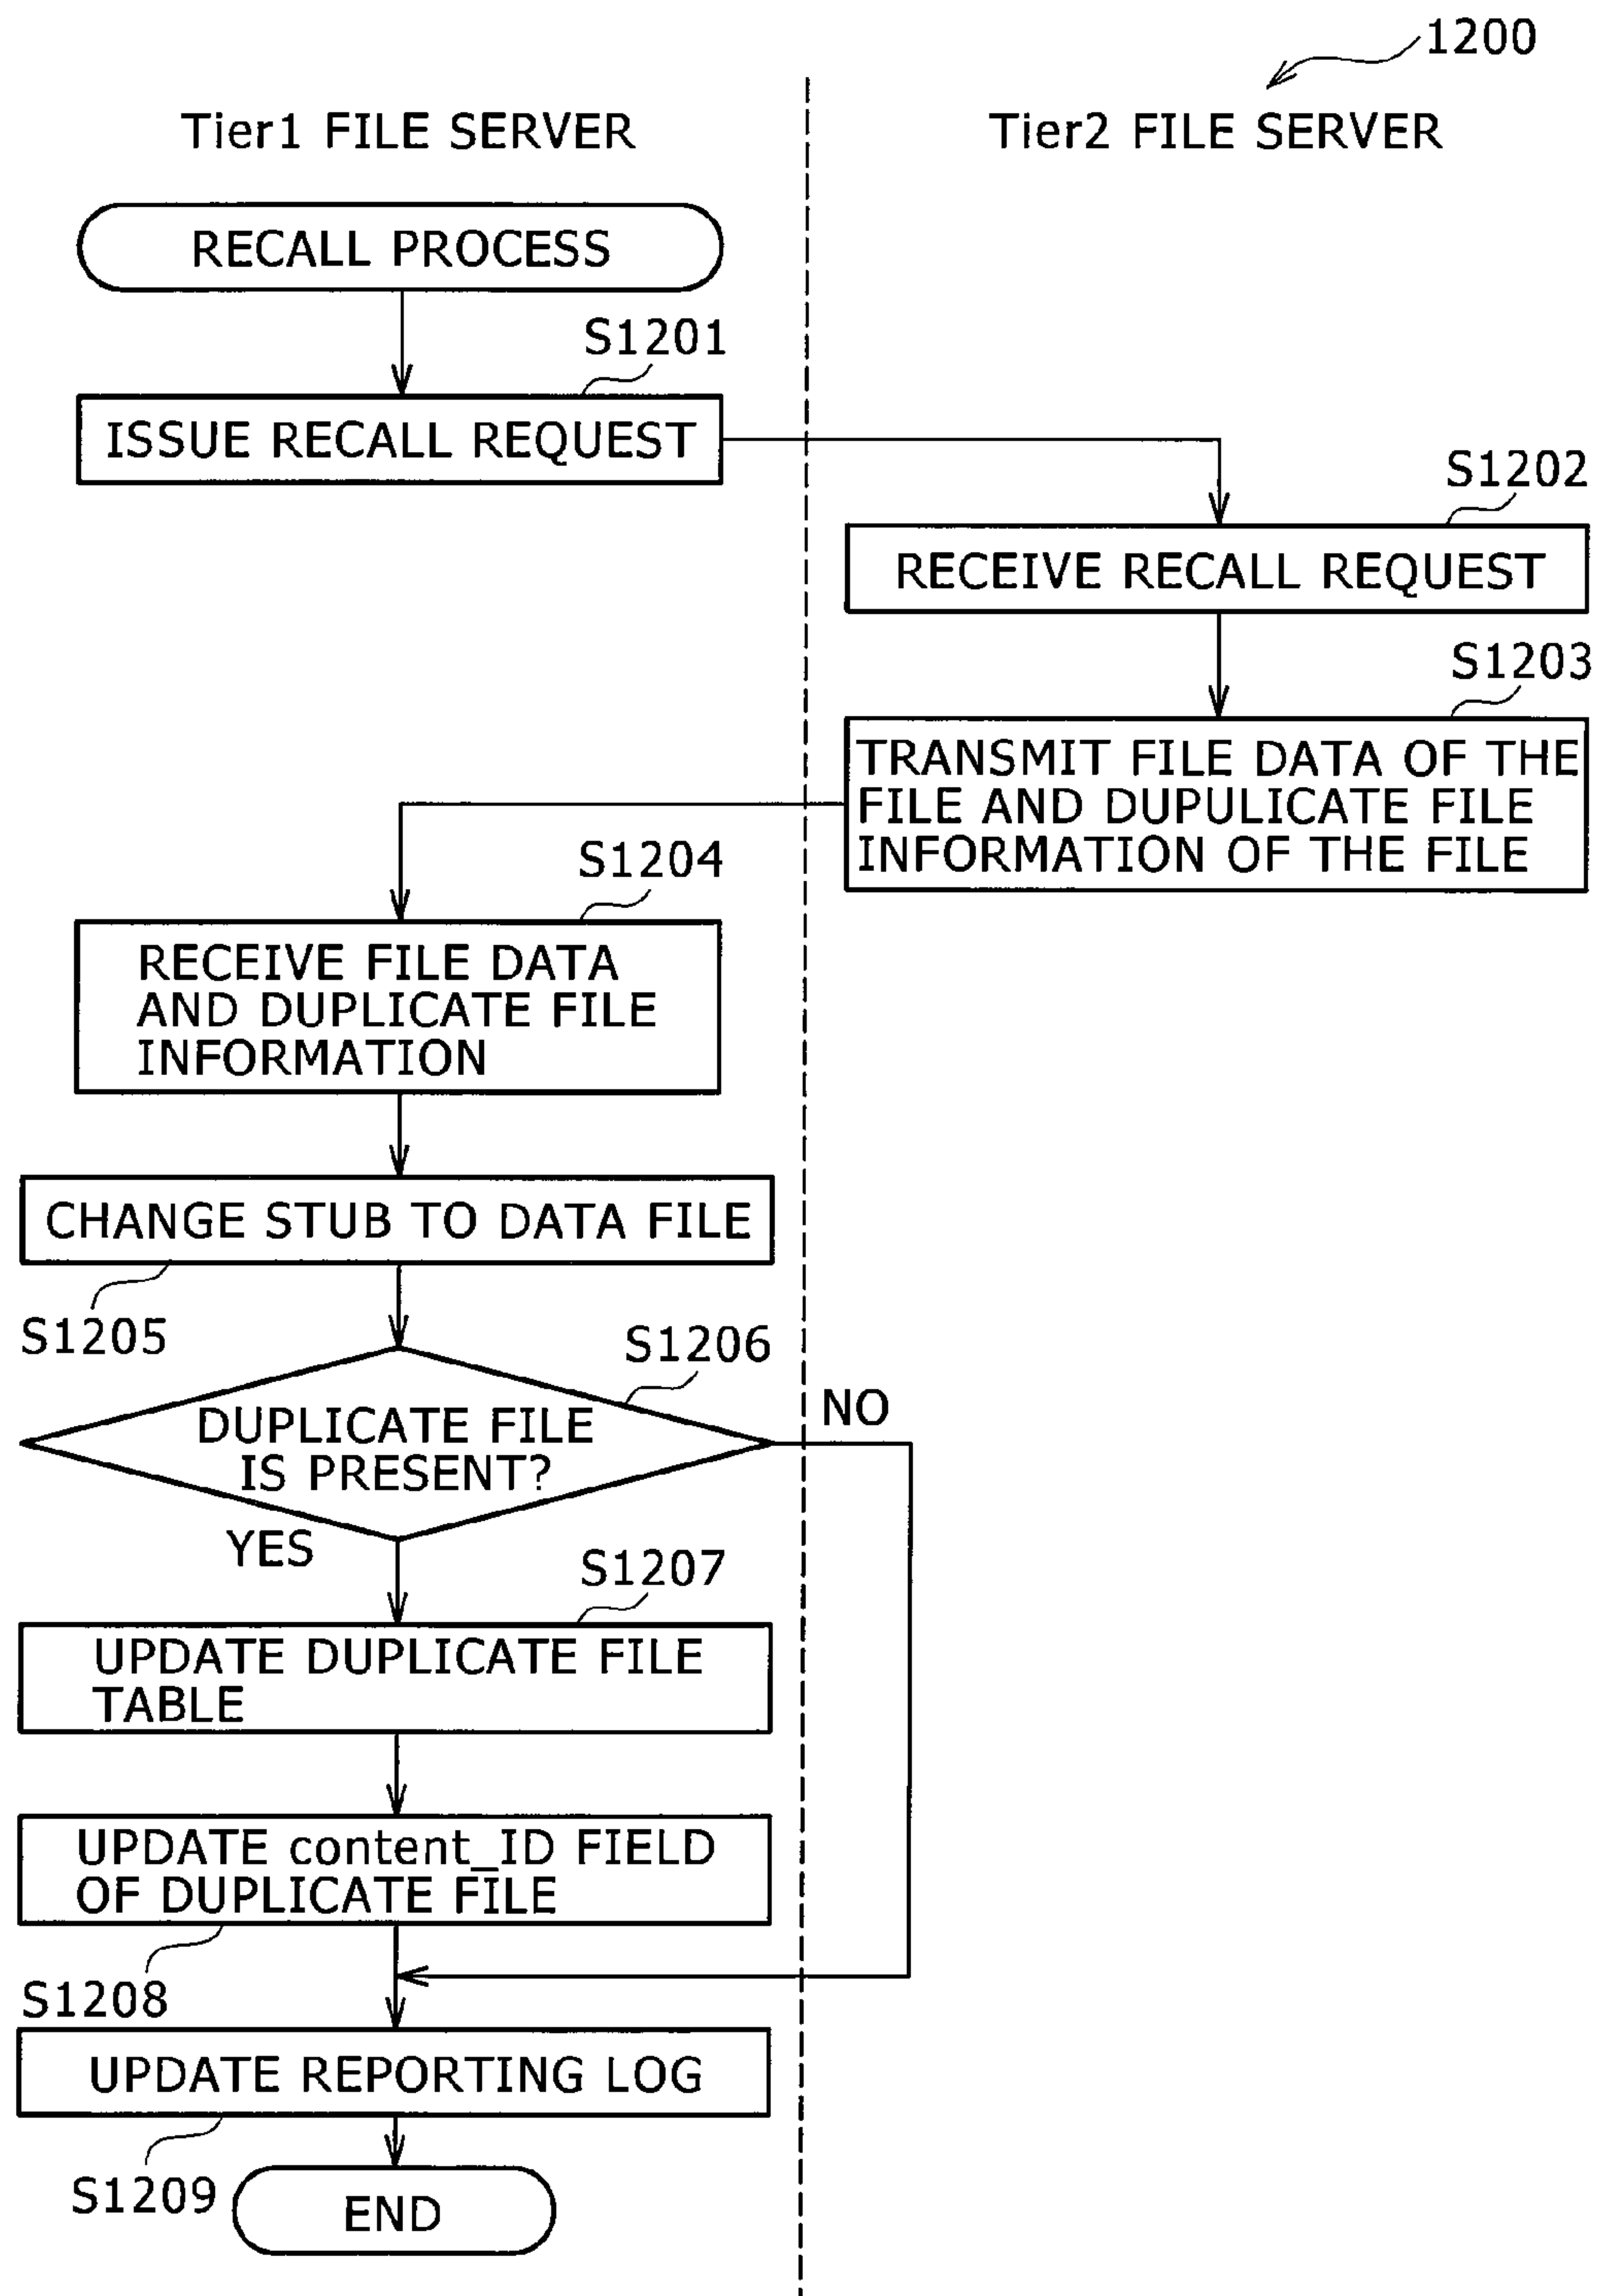 1200
Tier1 FILE SERVER
Tier2 FILE SERVER
RECALL PROCESS
S1201
ISSUE RECALL REQUEST
S1202
RECEIVE RECALL REQUEST
S1203
TRANSMIT FILE DATA OF THE
FILE AND DUPULICATE FILE
INFORMATION OF THE FILE
S1204
RECEIVE FILE DATA
AND DUPLICATE FILE
INFORMATION
CHANGE STUB TO DATA FILE
S1205
S1206
DUPLICATE FILE
IS PRESENT?
NO
YES
S1207
UPDATE DUPLICATE FILE
TABLE
UPDATE content_ID FIELD
OF DUPLICATE FILE
S1208
UPDATE REPORTING LOG
S1209
END